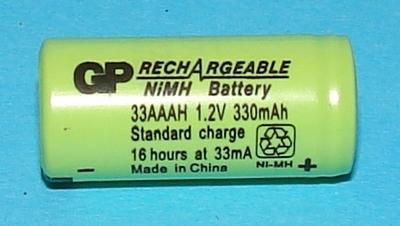 GP RECHARGEABLE
NiMH Battery
33AAAH 1.2V 330mAh
Standard charge
16 hours at 33mA
Made in China
Ni-MH
- +